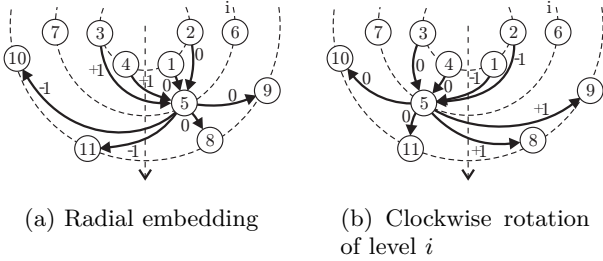 i i
7 3 2 6 7 3 2 6
10 4 1 10 4 1
+1 +1 0 0 0 -1 -1
-1 5 0 9 0 5 +1 9
0 0
11 -1 8 11 +1 8
(a) Radial embedding
(b) Clockwise rotation
of level i